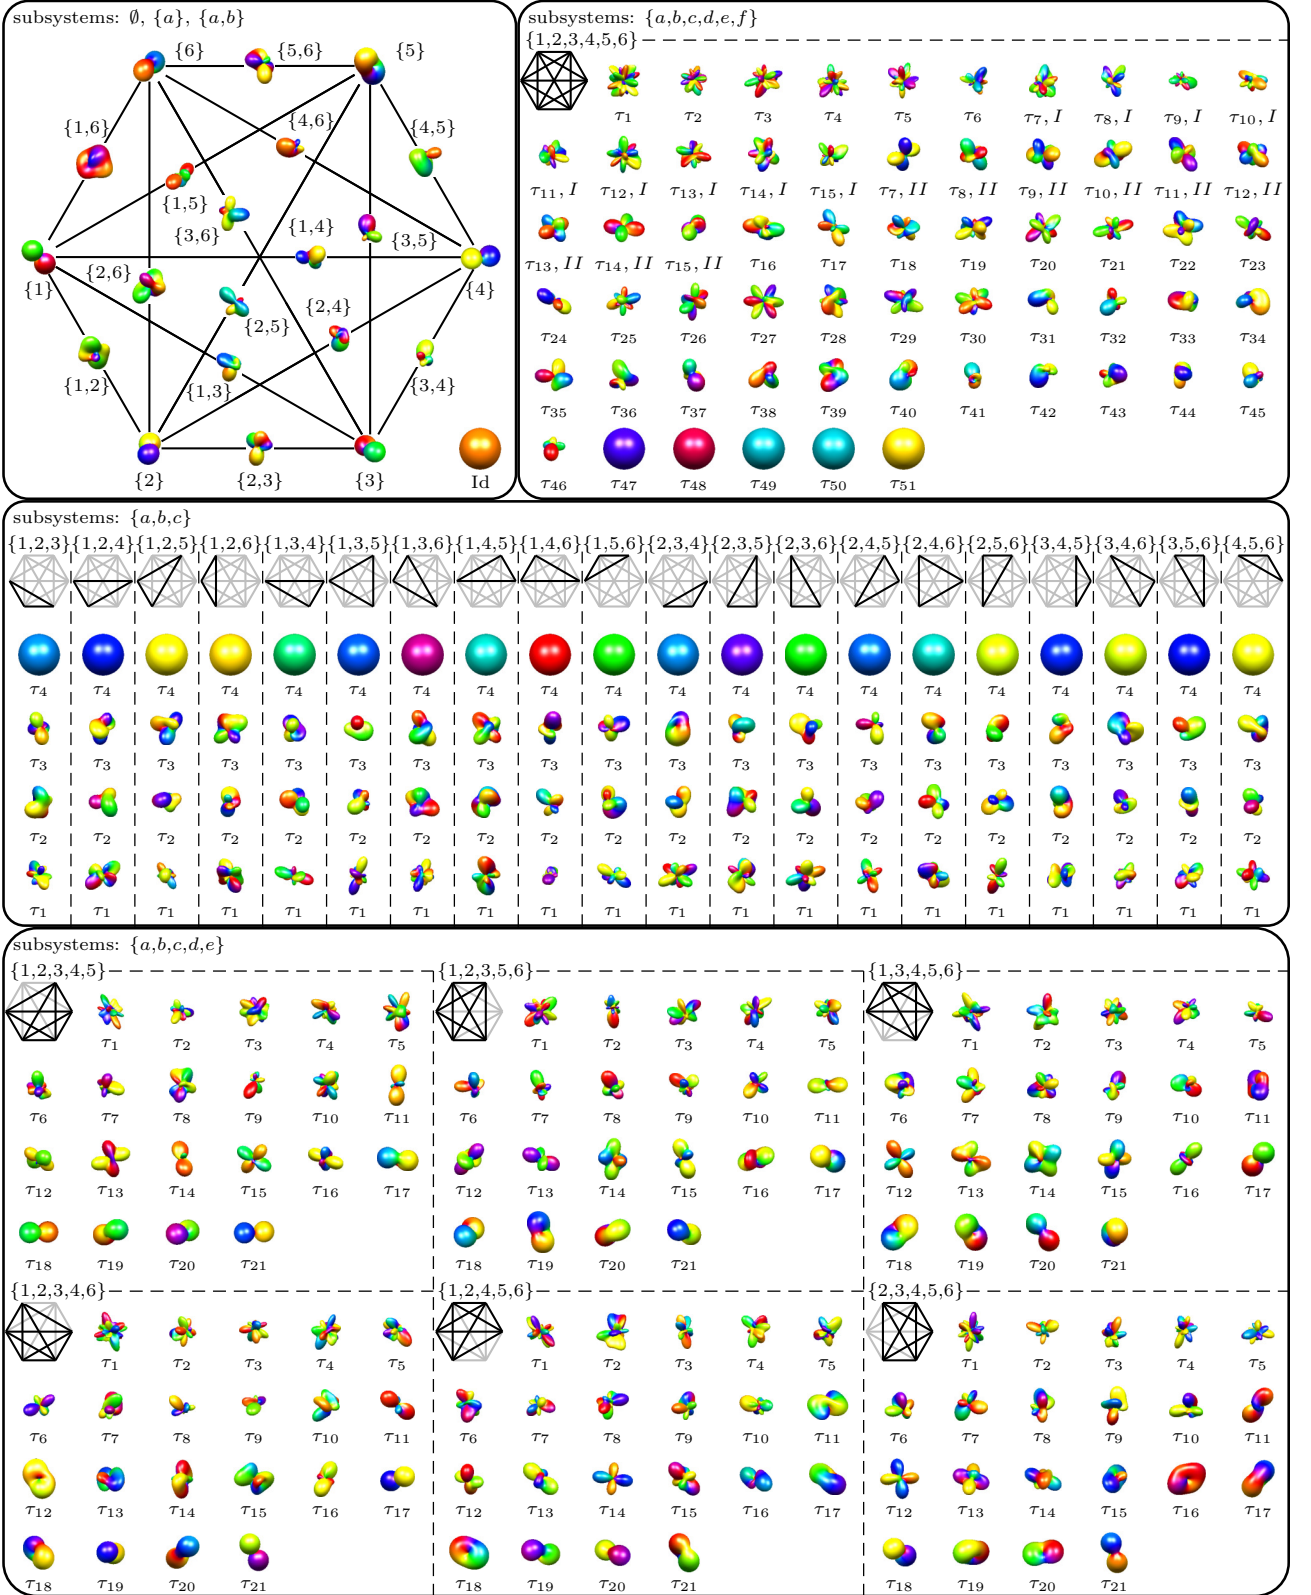 subsystems: ∅, {a}, {a,b}
{6} {5,6} {5}
{1,6} {4,6} {4,5}
{1,5} {3,6} {1,4} {3,5}
{1} {2,6} {4}
{2,5} {2,4}
{1,2} {1,3} {3,4}
{2} {2,3} {3} Id
subsystems: {a,b,c,d,e,f}
{1,2,3,4,5,6}
τ1 τ2 τ3 τ4 τ5 τ6 τ7, I τ8, I τ9, I τ10, I
τ11, I τ12, I τ13, I τ14, I τ15, I τ7, II τ8, II τ9, II τ10, II τ11, II τ12, II
τ13, II τ14, II τ15, II τ16 τ17 τ18 τ19 τ20 τ21 τ22 τ23
τ24 τ25 τ26 τ27 τ28 τ29 τ30 τ31 τ32 τ33 τ34
τ35 τ36 τ37 τ38 τ39 τ40 τ41 τ42 τ43 τ44 τ45
τ46 τ47 τ48 τ49 τ50 τ51
subsystems: {a,b,c}
{1,2,3} {1,2,4} {1,2,5} {1,2,6} {1,3,4} {1,3,5} {1,3,6} {1,4,5} {1,4,6} {1,5,6} {2,3,4} {2,3,5} {2,3,6} {2,4,5} {2,4,6} {2,5,6} {3,4,5} {3,4,6} {3,5,6} {4,5,6}
τ4 τ4 τ4 τ4 τ4 τ4 τ4 τ4 τ4 τ4 τ4 τ4 τ4 τ4 τ4 τ4 τ4 τ4 τ4 τ4
τ3 τ3 τ3 τ3 τ3 τ3 τ3 τ3 τ3 τ3 τ3 τ3 τ3 τ3 τ3 τ3 τ3 τ3 τ3 τ3
τ2 τ2 τ2 τ2 τ2 τ2 τ2 τ2 τ2 τ2 τ2 τ2 τ2 τ2 τ2 τ2 τ2 τ2 τ2 τ2
τ1 τ1 τ1 τ1 τ1 τ1 τ1 τ1 τ1 τ1 τ1 τ1 τ1 τ1 τ1 τ1 τ1 τ1 τ1 τ1
subsystems: {a,b,c,d,e}
{1,2,3,4,5}
τ1 τ2 τ3 τ4 τ5
τ6 τ7 τ8 τ9 τ10 τ11
τ12 τ13 τ14 τ15 τ16 τ17
τ18 τ19 τ20 τ21
{1,2,3,5,6}
τ1 τ2 τ3 τ4 τ5
τ6 τ7 τ8 τ9 τ10 τ11
τ12 τ13 τ14 τ15 τ16 τ17
τ18 τ19 τ20 τ21
{1,3,4,5,6}
τ1 τ2 τ3 τ4 τ5
τ6 τ7 τ8 τ9 τ10 τ11
τ12 τ13 τ14 τ15 τ16 τ17
τ18 τ19 τ20 τ21
{1,2,3,4,6}
τ1 τ2 τ3 τ4 τ5
τ6 τ7 τ8 τ9 τ10 τ11
τ12 τ13 τ14 τ15 τ16 τ17
τ18 τ19 τ20 τ21
{1,2,4,5,6}
τ1 τ2 τ3 τ4 τ5
τ6 τ7 τ8 τ9 τ10 τ11
τ12 τ13 τ14 τ15 τ16 τ17
τ18 τ19 τ20 τ21
{2,3,4,5,6}
τ1 τ2 τ3 τ4 τ5
τ6 τ7 τ8 τ9 τ10 τ11
τ12 τ13 τ14 τ15 τ16 τ17
τ18 τ19 τ20 τ21